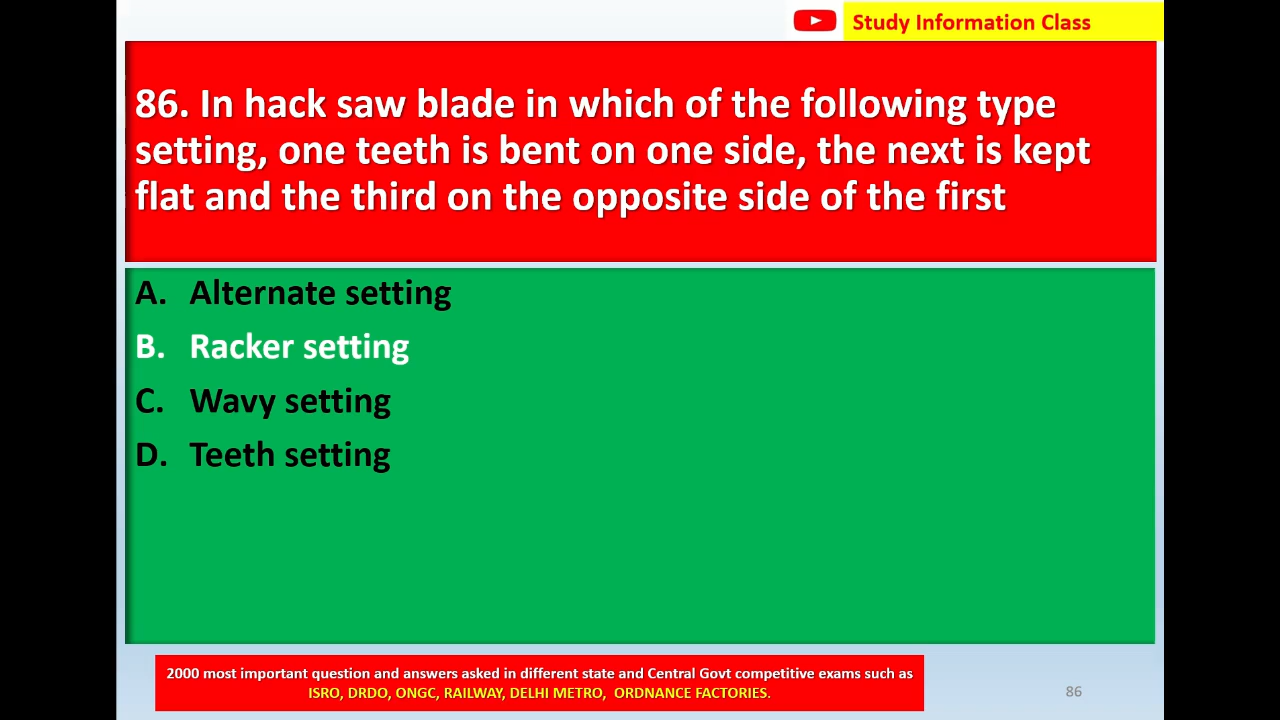 Study Information Class
86. In hack saw blade in which of the following type
setting, one teeth is bent on one side, the next is kept
flat and the third on the opposite side of the first
A. Alternate setting
B. Racker setting
C. Wavy setting
D. Teeth setting
2000 most important question and answers asked in different state and Central Govt competitive exams such as
ISRO, DRDO, ONGC, RAILWAY, DELHI METRO, ORDNANCE FACTORIES.
86